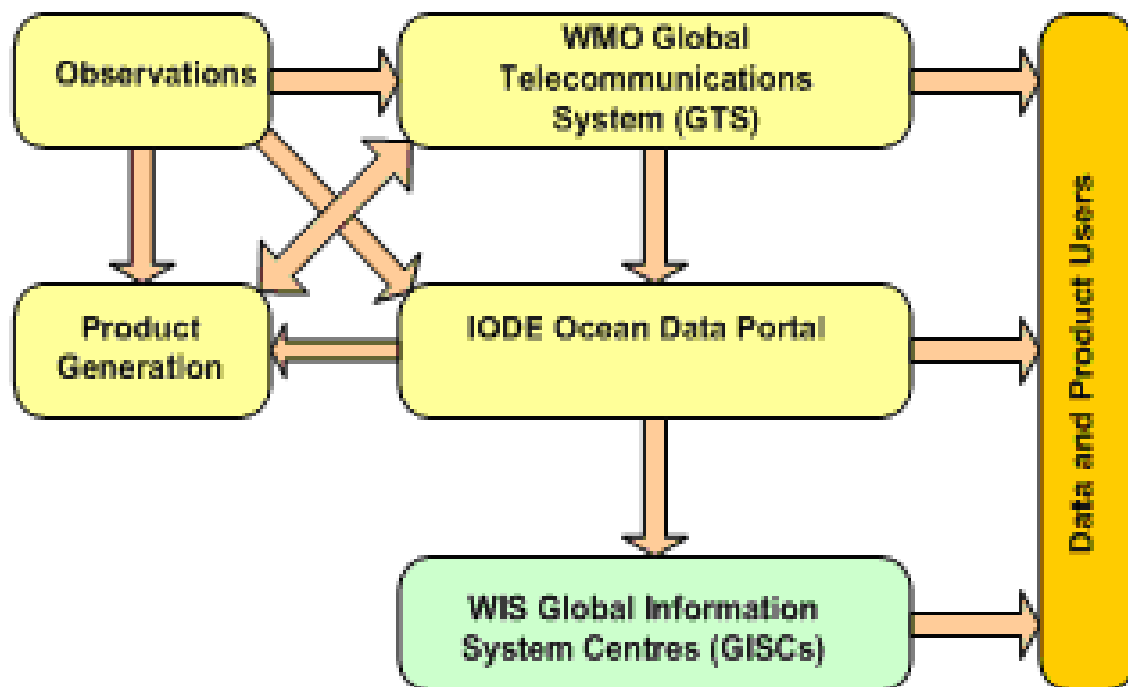 Observations
WMO Global
Telecommunications
System (GTS)
Product
Generation
IODE Ocean Data Portal
WIS Global Information
System Centres (GISCs)
Data and Product Users